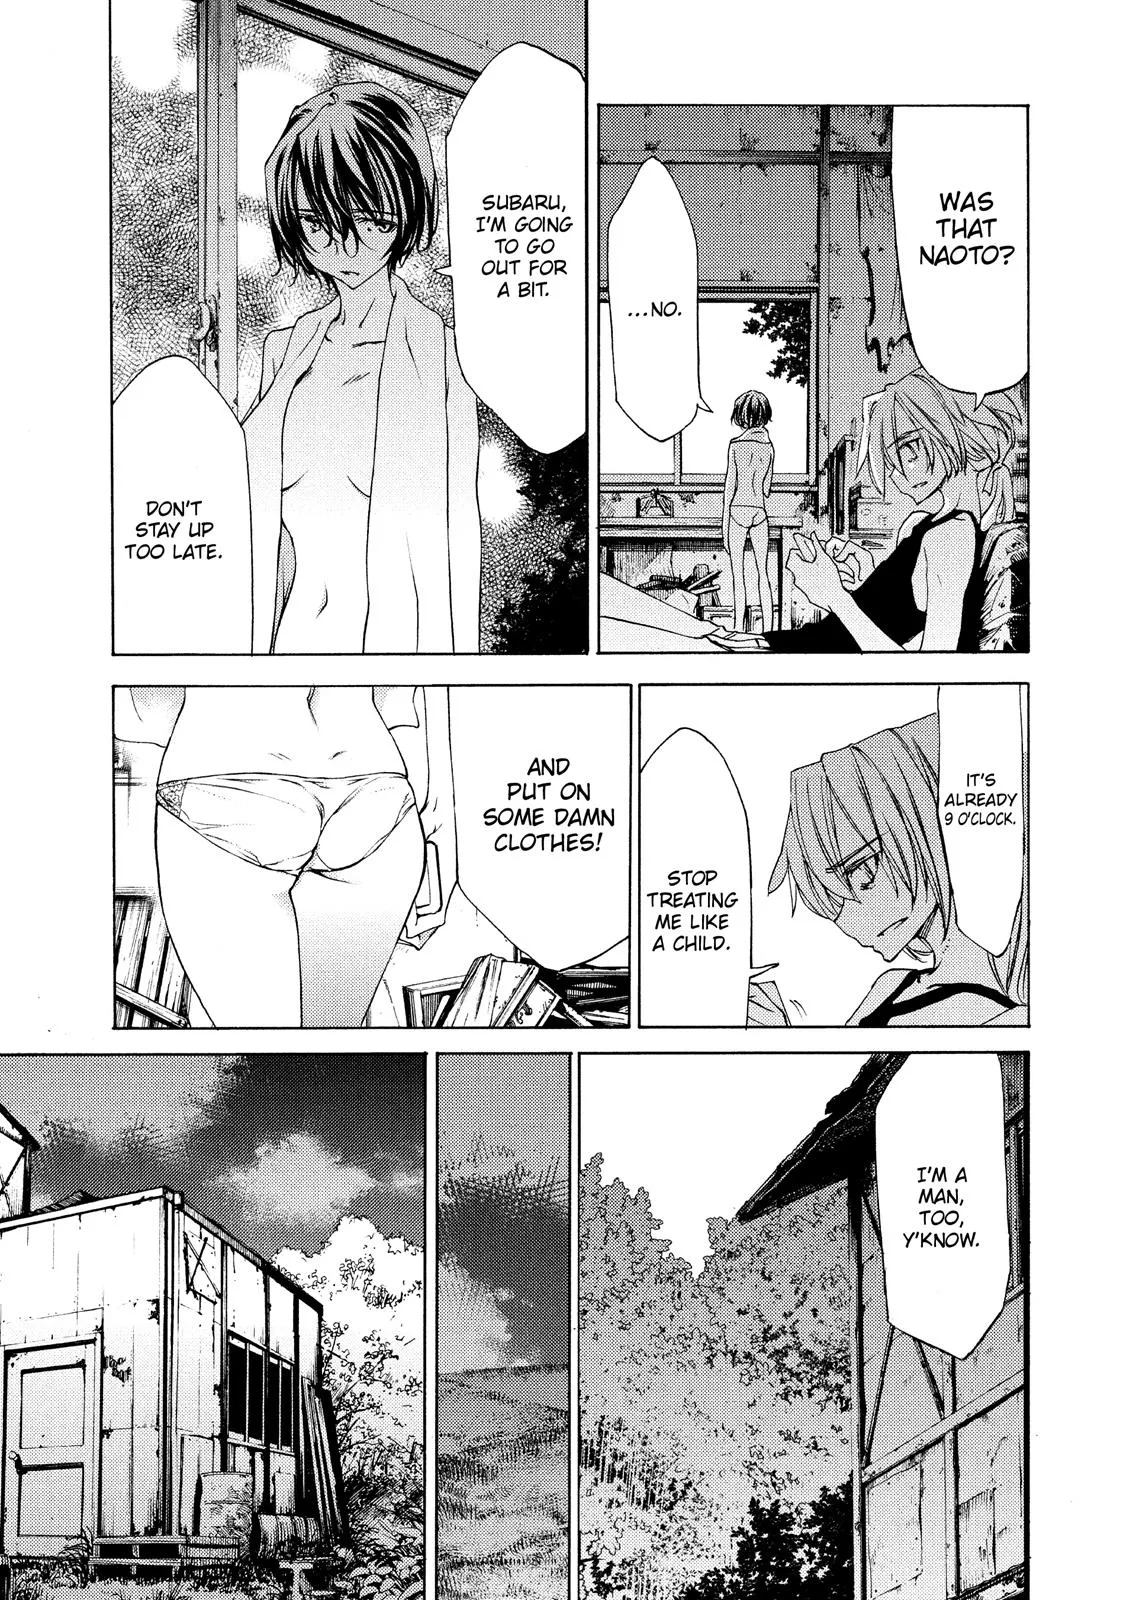 WAS
THAT
NAOTO?
...NO.
SUBARU,
I'M GOING
TO GO
OUT FOR
A BIT.
DON'T
STAY UP
TOO LATE.
IT'S
ALREADY
9 O'CLOCK.
STOP
TREATING
ME LIKE
A CHILD.
AND
PUT ON
SOME DAMN
CLOTHES!
I'M A
MAN,
TOO,
Y'KNOW.